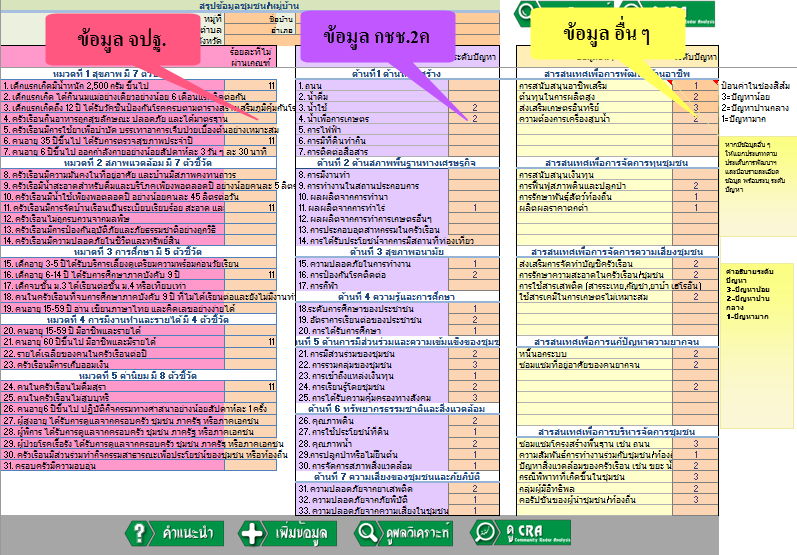 สรุปข้อมูลชุมชน/หมู่บ้าน
หมู่ที่ ชื่อบ้าน
ตำบล อำเภอ
จังหวัด
ข้อมูล จปฐ.
ข้อมูล กชช.2ค
ข้อมูล อื่น ๆ
ร้อยละที่ไม่
ผ่านเกณฑ์
ระดับปัญหา
ระดับปัญหา
หมวดที่ 1 สุขภาพ มี 7
1. เด็กแรกเกิดมีน้ำหนัก 2,500 กรัม ขึ้นไป
2. เด็กแรกเกิด ได้กินนมแม่อย่างเดียวอย่างน้อย 6 เดือนแรกติดต่อกัน
3. เด็กแรกเกิดถึง 12 ปี ได้รับวัคซีนป้องกันโรคครบตามตารางสร้างเสริมภูมิคุ้มกันโร
4. ครัวเรือนกินอาหารถูกสุขลักษณะ ปลอดภัย และได้มาตรฐาน 11
5. ครัวเรือนมีการใช้ยาเพื่อบำบัด บรรเทาอาการเจ็บป่วยเบื้องต้นอย่างเหมาะสม
6. คนอายุ 35 ปีขึ้นไป ได้รับการตรวจสุขภาพประจำปี
7. คนอายุ 6 ปีขึ้นไป ออกกำลังกายอย่างน้อยสัปดาห์ละ 3 วัน ๆ ละ 30 นาที
หมวดที่ 2 สภาพแวดล้อม มี 7 ตัวชี้วัด
8. ครัวเรือนมีความมั่นคงในที่อยู่อาศัย และบ้านมีสภาพคงทนถาวร
9. ครัวเรือนมีน้ำสะอาดสำหรับดื่มและบริโภคเพียงพอตลอดปี อย่างน้อยคนละ 5 ลิตร
10. ครัวเรือนมีน้ำใช้เพียงพอตลอดปี อย่างน้อยคนละ 45 ลิตรต่อวัน
11. ครัวเรือนมีการจัดบ้านเรือนเป็นระเบียบเรียบร้อย สะอาด และ 11
12. ครัวเรือนไม่ถูกรบกวนจากมลพิษ
13. ครัวเรือนมีการป้องกันอุบัติภัยและภัยธรรมชาติอย่างถูกวิธี
14. ครัวเรือนมีความปลอดภัยในชีวิตและทรัพย์สิน
หมวดที่ 3 การศึกษา มี 5 ตัวชี้วัด
15. เด็กอายุ 3-5 ปีได้รับบริการเลี้ยงดูเตรียมความพร้อมก่อนวัยเรียน
16. เด็กอายุ 6-14 ปี ได้รับการศึกษาภาคบังคับ 9 ปี 11
17. เด็กจบชั้น ม.3 ได้เรียนต่อชั้น ม.4 หรือเทียบเท่า
18. คนในครัวเรือนที่จบการศึกษาภาคบังคับ 9 ปี ที่ไม่ได้เรียนต่อและยังไม่มีงานทำ
19. คนอายุ 15-59 ปี อ่าน เขียนภาษาไทย และคิดเลขอย่างง่ายได้
หมวดที่ 4 การมีงานทำและรายได้ มี 4 ตัวชี้วัด
20. คนอายุ 15-59 ปี มีอาชีพและรายได้
21. คนอายุ 60 ปีขึ้นไป มีอาชีพและมีรายได้ 11
22. รายได้เฉลี่ยของคนในครัวเรือนต่อปี
23. ครัวเรือนมีการเก็บออมเงิน
หมวดที่ 5 ค่านิยม มี 8 ตัวชี้วัด
24. คนในครัวเรือนไม่ดื่มสุรา 11
25. คนในครัวเรือนไม่สูบบุหรี่
26. คนอายุ 6 ปีขึ้นไป ปฏิบัติกิจกรรมทางศาสนาอย่างน้อยสัปดาห์ละ 1 ครั้ง
27. ผู้สูงอายุ ได้รับการดูแลจากครอบครัว ชุมชน ภาครัฐ หรือภาคเอกชน
28. ผู้พิการ ได้รับการดูแลจากครอบครัว ชุมชน ภาครัฐ หรือภาคเอกชน
29. ผู้ป่วยโรคเรื้อรัง ได้รับการดูแลจากครอบครัว ชุมชน ภาครัฐ หรือภาคเอกชน
30. ครัวเรือนมีส่วนร่วมทำกิจกรรมสาธารณะเพื่อประโยชน์ของชุมชน หรือท้องถิ่น
31. ครอบครัวมีความอบอุ่น
ด้านที่1
1. ถนน
2. น้ำดื่ม
3. น้ำใช้ 2
4. น้ำเพื่อการเกษตร 2
5. การไฟฟ้า
6. การมีที่ดินทำกิน
7. การติดต่อสื่อสาร
ด้านที่ 2 ด้านสภาพพื้นฐานทางเศรษฐกิจ
8. การมีงานทำ
9. การทำงานในสถานประกอบการ
10. ผลผลิตจากการทำนา
11. ผลผลิตจากการทำไร่ 1
12. ผลผลิตจากการทำการเกษตรอื่นๆ
13. การประกอบอุตสาหกรรมในครัวเรือน
14. การได้รับประโยชน์จากการมีสถานที่ท่องเที่ยว
ด้านที่ 3 สุขภาพอนามัย
15. ความปลอดภัยในการทำงาน 1
16. การป้องกันโรคติดต่อ 2
17. การกีฬา
ด้านที่ 4 ความรู้และการศึกษา
18.ระดับการศึกษาของประชาชน 1
19. อัตราการเรียนต่อของประชาชน 2
20. การได้รับการศึกษา 1
านที่ 5 ด้านการมีส่วนร่วมและความเข้มแข็งของชุมช
21. การมีส่วนร่วมของชุมชน 2
22. การรวมกลุ่มของชุมชน 3
23. การเข้าถึงแหล่งเงินทุน 1
24. การเรียนรู้โดยชุมชน 2
25. การได้รับความคุ้มครองทางสังคม 3
ด้านที่ 6 ทรัพยากรธรรมชาติและสิ่งแวดล้อม
26. คุณภาพดิน 2
27. การใช้ประโยชน์ที่ดิน 1
28. คุณภาพน้ำ 2
29.การปลูกป่าหรือไม้ยืนต้น 1
30. การจัดการสภาพสิ่งแวดล้อม 1
ด้านที่ 7 ความเสี่ยงของชุมชนและภัยภิบัติ
31. ความปลอดภัยจากยาเสพติด 2
32. ความปลอดภัยจากภัยพิบัติ 1
33. ความปลอดภัยจากความเสี่ยงในชุมชน 1
สารสนเทศเพื่อการพัฒ านอาชีพ
การสนับสนุนอาชีพเสริม 1
ต้นทุนในการผลิตสูง 2
ส่งเสริมเกษตรอินทรีย์ 3
ความต้องการเครื่องสูบน้ำ 2
สารสนเทศเพื่อการจัดการทุนชุมชน
การสนับสนุนเงินทุน
การฟื้นฟูสภาพดินและปลูกป่า 2
การรักษาพันธุ์สัตว์ท้องถิ่น 1
ผลผลิตราคาตกต่ำ 1
สารสนเทศเพื่อการจัดการความเสี่ยงชุมชน
ส่งเสริมการจัดทำบัญชีครัวเรือน 2
การรักษาความสะอาดในครัวเรือน/ชุมชน 2
การใช้สารเสพติด (สารระเหย,กัญชา,ยาบ้า เฮโรอีน) 2
ใช้สารเคมีในการเกษตรไม่เหมาะสม 2
สารสนเทศเพื่อการแก้ปัญหาความยากจน
หนี้นอกระบบ 2
ซ่อมแซมที่อยู่อาศัยของคนยากจน 2
2
2
สารสนเทศเพื่อการบริหารจัดการชุมชน
ซ่อมแซมโครงสร้างพื้นฐาน เช่น ถนน 3
ความสัมพันธ์การทำงานร่วมกับชุมชน/ท้อง 1
ปัญหาสิ่งแวดล้อมของครัวเรือน เช่น ขยะ น้ 2
กรณีพิพาทที่เกิดขึ้นในชุมชน 3
กลุ่มผู้มีอิทธิพล 2
คอรัปชั่นของผู้นำชุมชน/ท้องถิ่น 3
ป้อนค่าในช่องสีส้ม
3=ปัญหาน้อย
2=ปัญหาปานกลาง
1=ปัญหามาก
หากมีข้อมูลอื่น ๆ
ปัญหา
คำอธิบายระดับ
ปัญหา
3-ปัญหาน้อย
2-ปัญหาปาน
กลาง
1-ปัญหามาก
คำแนะนำ
เพิ่มข้อมูล
ดูผลวิเคราะห์
ดู CRA
Community Radar Analysis